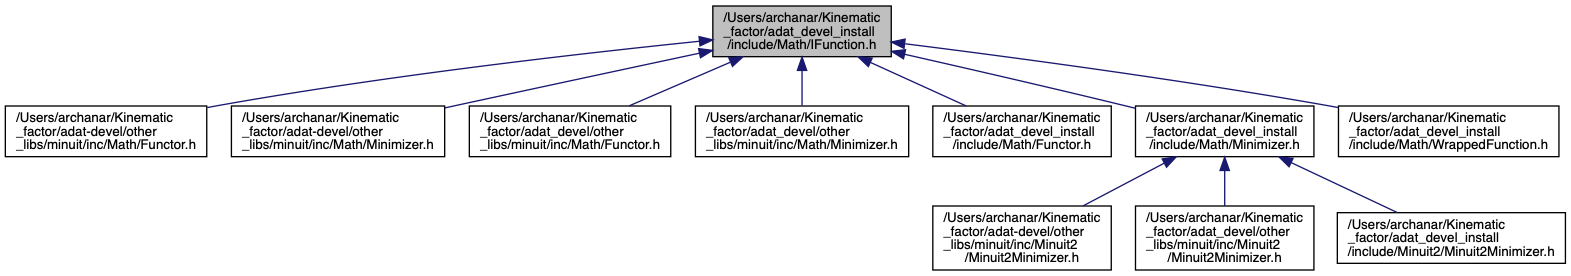 /Users/archanar/Kinematic
_factor/adat_devel_install
/include/Math/IFunction.h
/Users/archanar/Kinematic
_factor/adat-devel/other
_libs/minuit/inc/Math/Functor.h
/Users/archanar/Kinematic
_factor/adat-devel/other
_libs/minuit/inc/Math/Minimizer.h
/Users/archanar/Kinematic
_factor/adat_devel/other
_libs/minuit/inc/Math/Functor.h
/Users/archanar/Kinematic
_factor/adat_devel/other
_libs/minuit/inc/Math/Minimizer.h
/Users/archanar/Kinematic
_factor/adat_devel_install
/include/Math/Functor.h
/Users/archanar/Kinematic
_factor/adat_devel_install
/include/Math/Minimizer.h
/Users/archanar/Kinematic
_factor/adat_devel_install
/include/Math/WrappedFunction.h
/Users/archanar/Kinematic
_factor/adat-devel/other
_libs/minuit/inc/Minuit2
/Minuit2Minimizer.h
/Users/archanar/Kinematic
_factor/adat_devel/other
_libs/minuit/inc/Minuit2
/Minuit2Minimizer.h
/Users/archanar/Kinematic
_factor/adat_devel_install
/include/Minuit2/Minuit2Minimizer.h